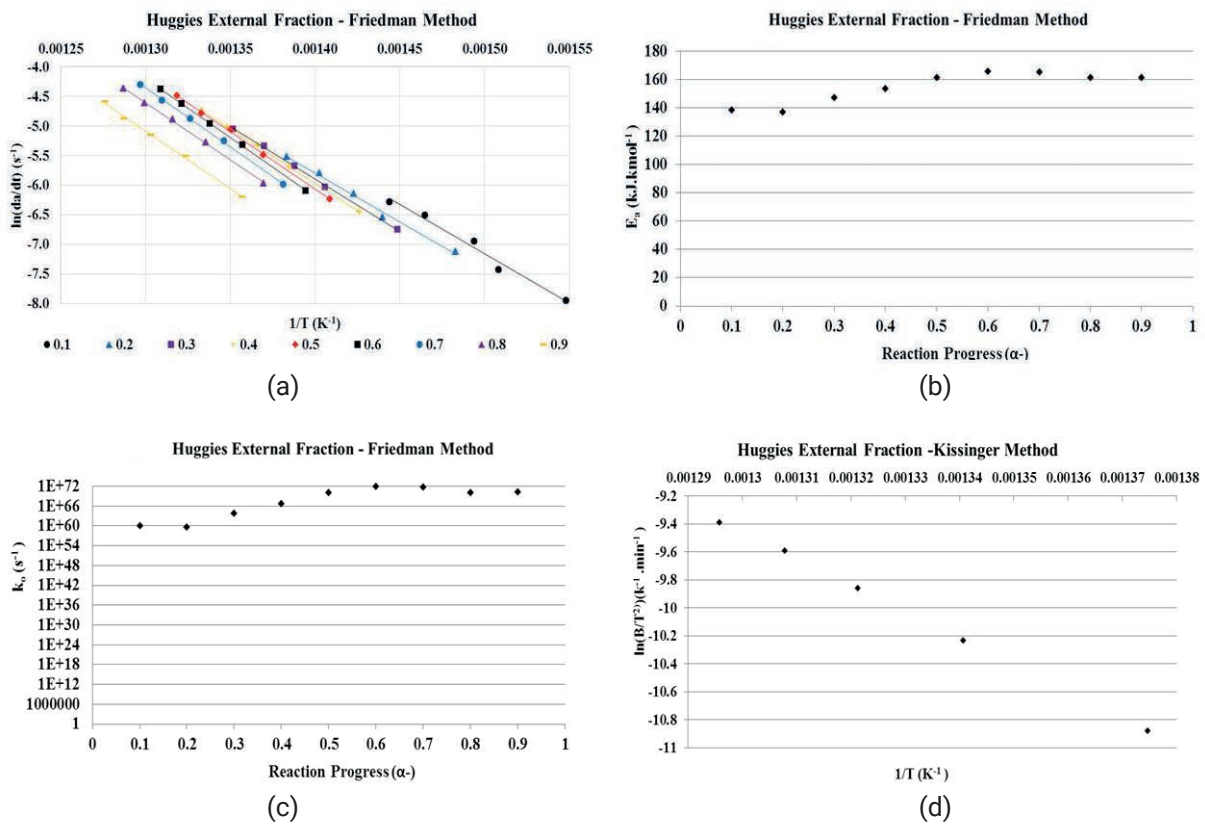 Huggies External Fraction - Friedman Method
0.00125 0.00130 0.00135 0.00140 0.00145 0.00150 0.00155
-4.0
-4.5
-5.0
-5.5
-6.0
-6.5
-7.0
-7.5
-8.0
ln(da/dt) (s⁻¹)
1/T (K⁻¹)
0.1 0.2 0.3 0.4 0.5 0.6 0.7 0.8 0.9
(a)
Huggies External Fraction - Friedman Method
180
160
140
120
100
80
60
40
20
0
Eₐ (kJ.kmol⁻¹)
0 0.1 0.2 0.3 0.4 0.5 0.6 0.7 0.8 0.9 1
Reaction Progress (α-)
(b)
Huggies External Fraction - Friedman Method
1E+72
1E+66
1E+60
1E+54
1E+48
1E+42
1E+36
1E+30
1E+24
1E+18
1E+12
1000000
1
kₒ (s⁻¹)
0 0.1 0.2 0.3 0.4 0.5 0.6 0.7 0.8 0.9 1
Reaction Progress (α-)
(c)
Huggies External Fraction -Kissinger Method
0.00129 0.0013 0.00131 0.00132 0.00133 0.00134 0.00135 0.00136 0.00137 0.00138
-9.2
-9.4
-9.6
-9.8
-10
-10.2
-10.4
-10.6
-10.8
-11
ln(B/T²⁾)(k⁻¹ .min⁻¹)
1/T (K⁻¹)
(d)